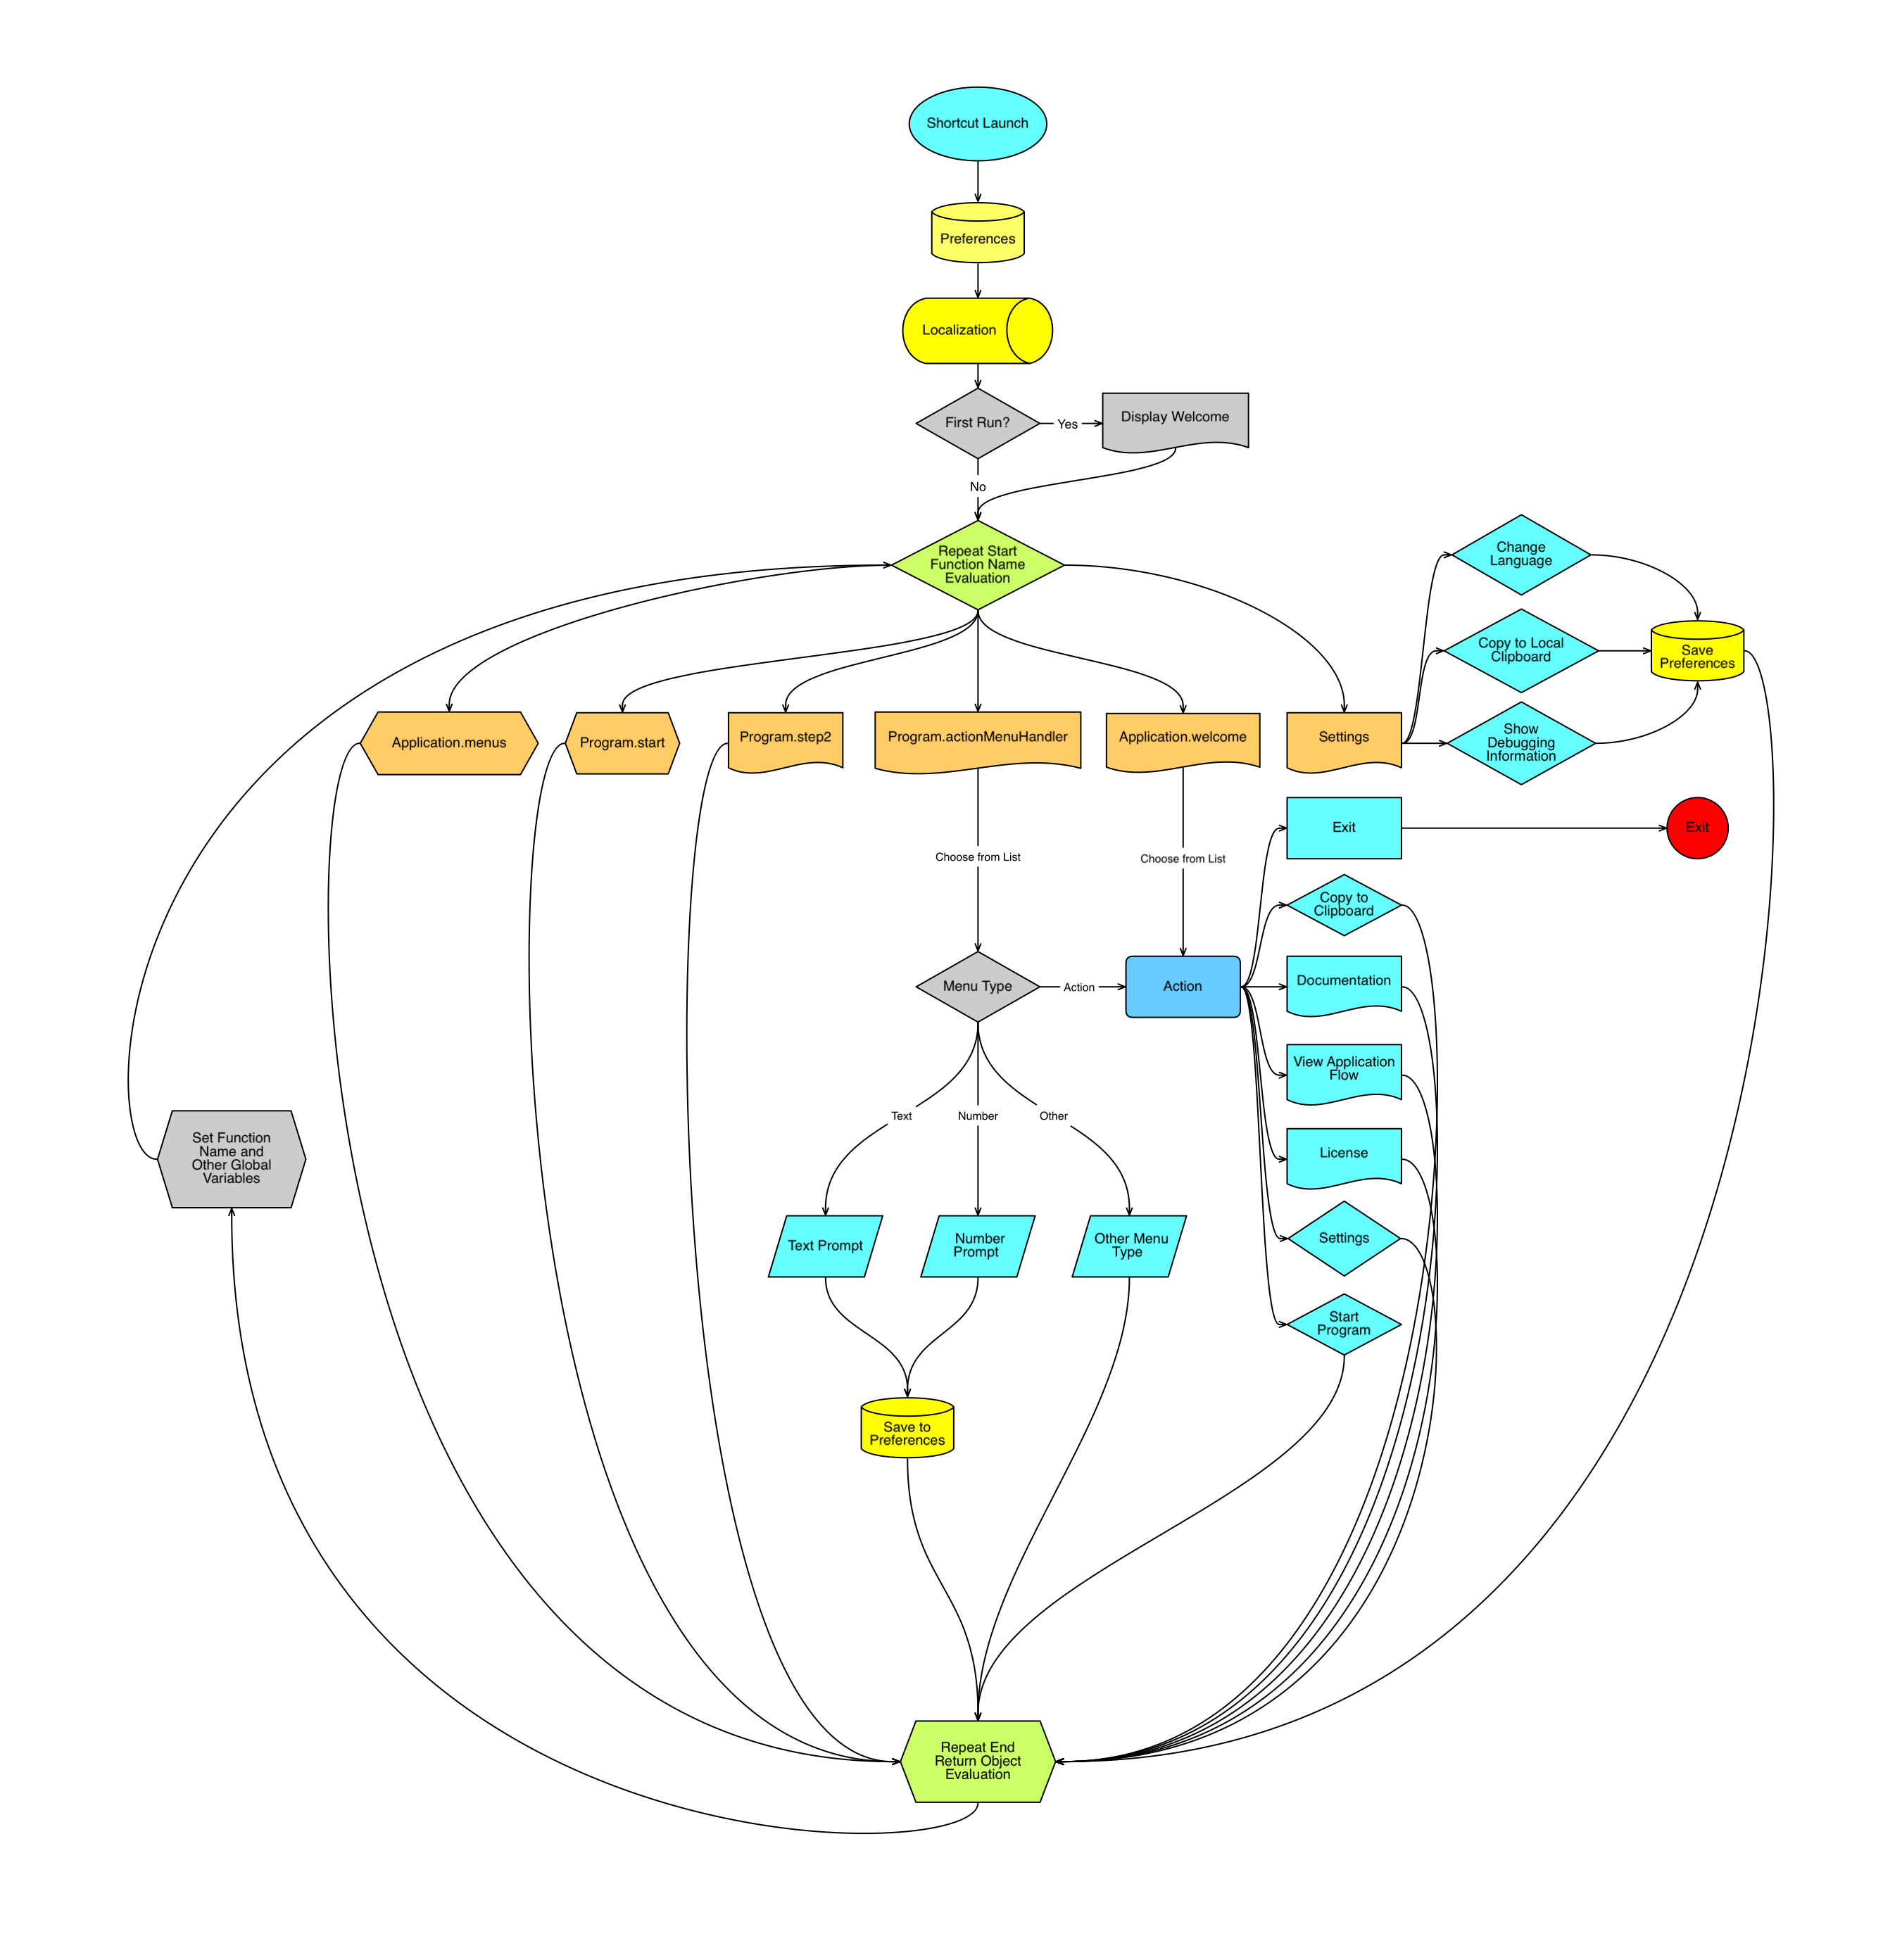 Shortcut Launch
Preferences
Localization
First Run?
Yes
Display Welcome
No
Repeat Start
Function Name
Evaluation
Change
Language
Copy to Local
Clipboard
Save
Preferences
Show
Debugging
Information
Application.menus
Program.start
Program.step2
Program.actionMenuHandler
Application.welcome
Settings
Exit
Exit
Choose from List
Choose from List
Copy to
Clipboard
Menu Type
Action
Action
Documentation
View Application
Flow
Text
Number
Other
License
Set Function
Name and
Other Global
Variables
Text Prompt
Number
Prompt
Other Menu
Type
Settings
Start
Program
Save to
Preferences
Repeat End
Return Object
Evaluation